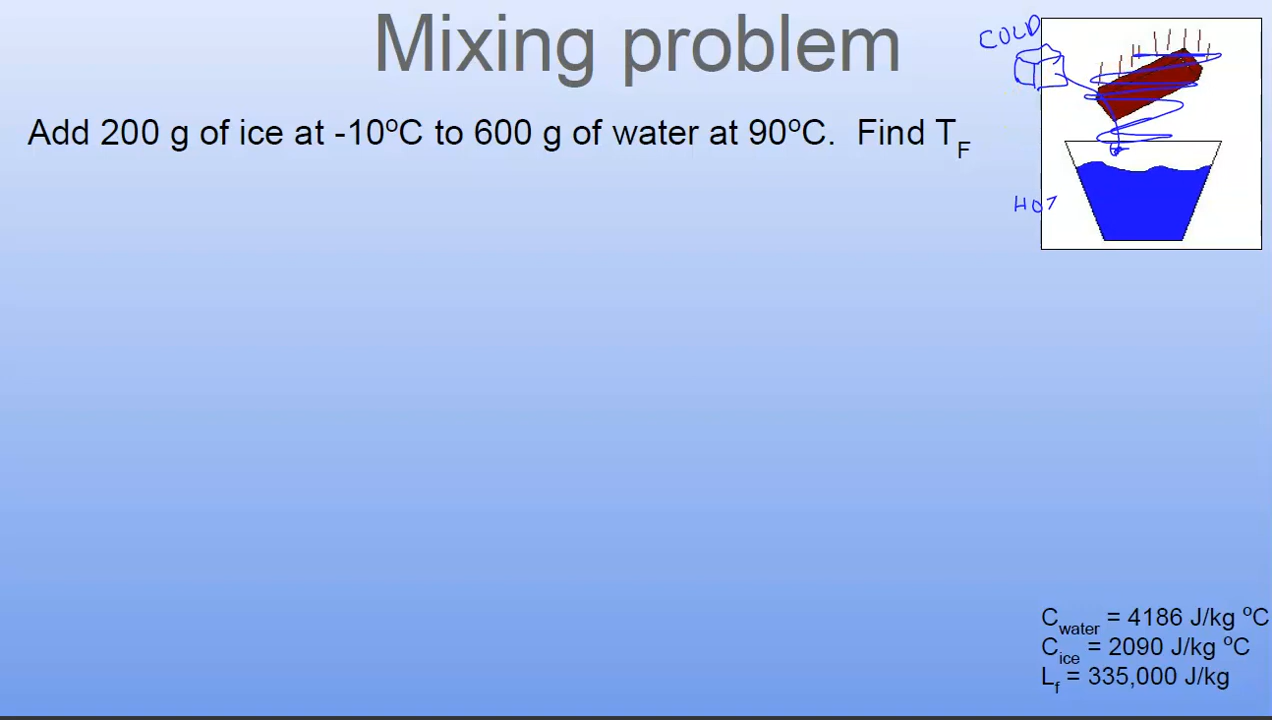 Mixing problem
COLD
Add 200 g of ice at -10ºC to 600 g of water at 90ºC.  Find T_F
HOT
C_water = 4186 J/kg ºC
C_ice = 2090 J/kg ºC
L_f = 335,000 J/kg